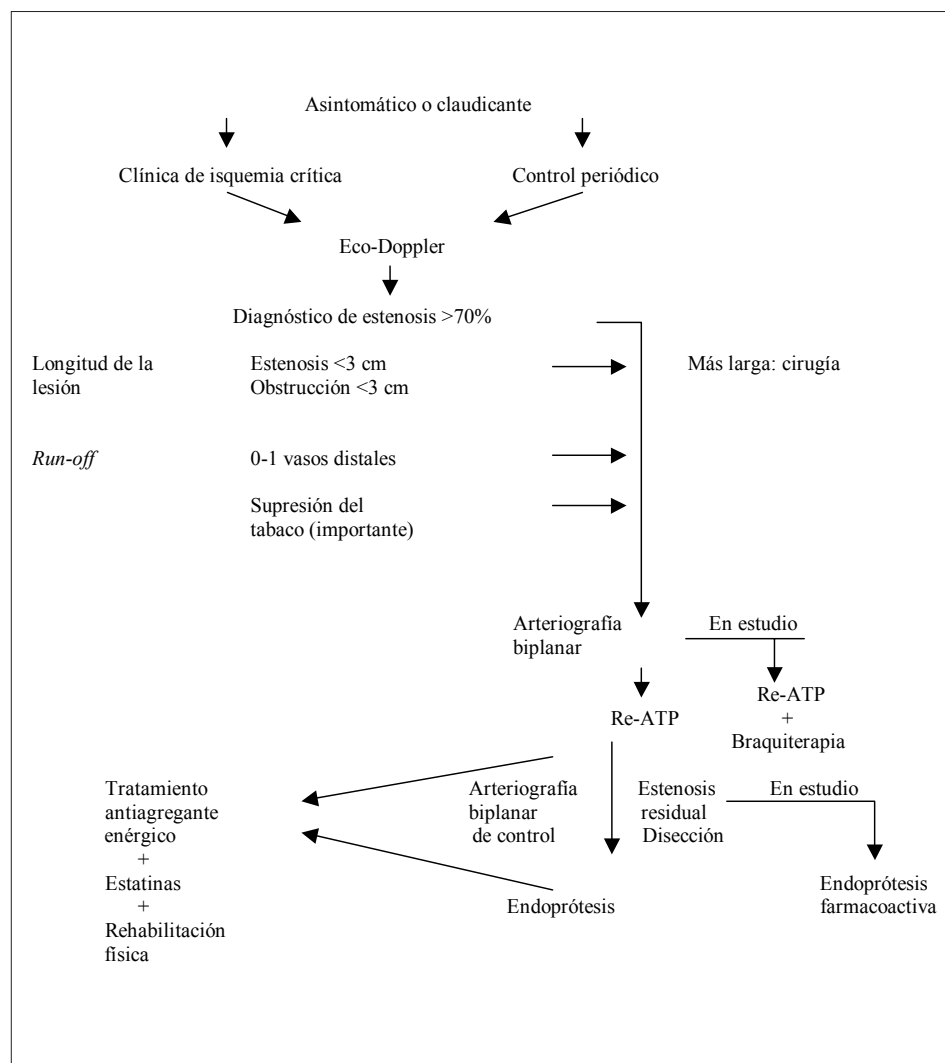 Asintomático o claudicante
Clínica de isquemia crítica
Control periódico
Eco-Doppler
Diagnóstico de estenosis >70%
Longitud de la
lesión
Estenosis <3 cm
Obstrucción <3 cm
Más larga: cirugía
Run-off
0-1 vasos distales
Supresión del
tabaco (importante)
Arteriografía
biplanar
En estudio
Re-ATP
Re-ATP
+
Braquiterapia
Tratamiento
antiagregante
enérgico
+
Estatinas
+
Rehabilitación
física
Arteriografía
biplanar
de control
Estenosis
residual
Disección
En estudio
Endoprótesis
Endoprótesis
farmacoactiva